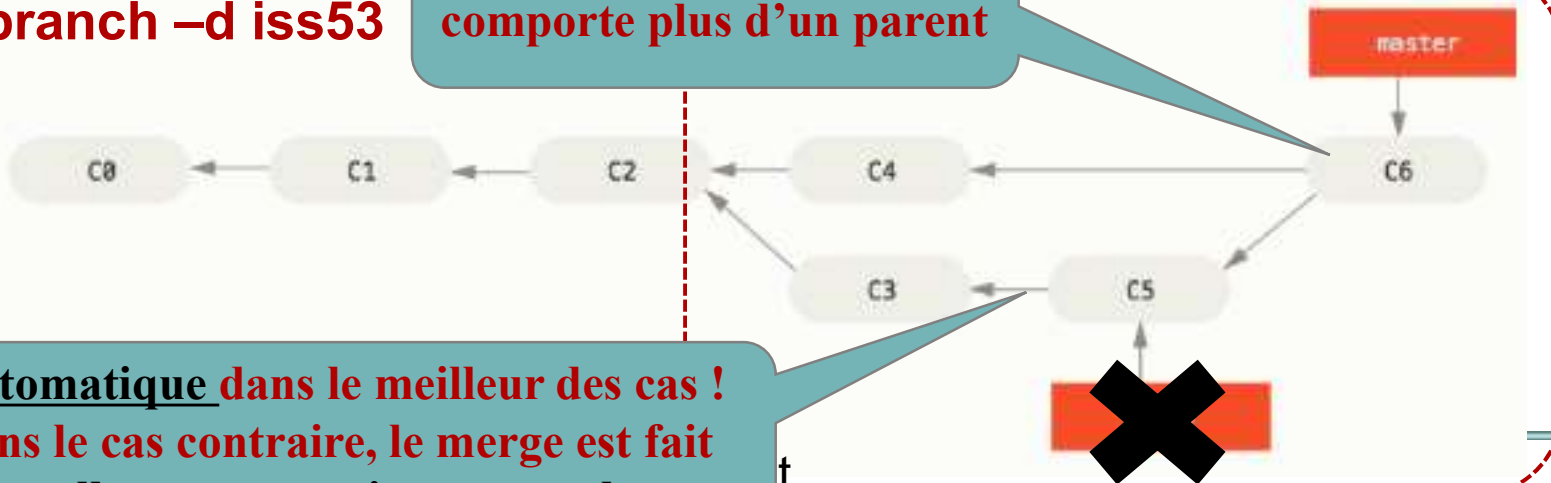 branch –d iss53
comporte plus d’un parent
master
C0 C1 C2 C4 C6
C3 C5
tomatique dans le meilleur des cas !
ns le cas contraire, le merge est fait
t